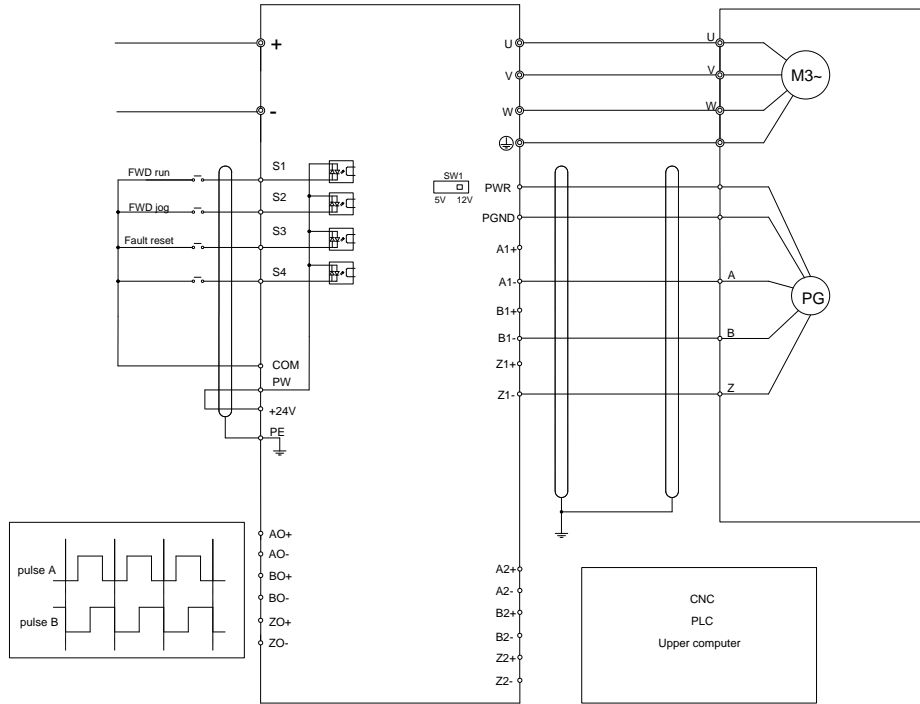 +
-
S1
FWD run
S2
FWD jog
S3
Fault reset
S4
COM
PW
+24V
PE
AO+
AO-
BO+
BO-
ZO+
ZO-
pulse A
pulse B
U
V
W
SW1
5V 12V
PWR
PGND
A1+
A1-
B1+
B1-
Z1+
Z1-
A2+
A2-
B2+
B2-
Z2+
Z2-
U
V
W
M3~
A
B
Z
PG
CNC
PLC
Upper computer